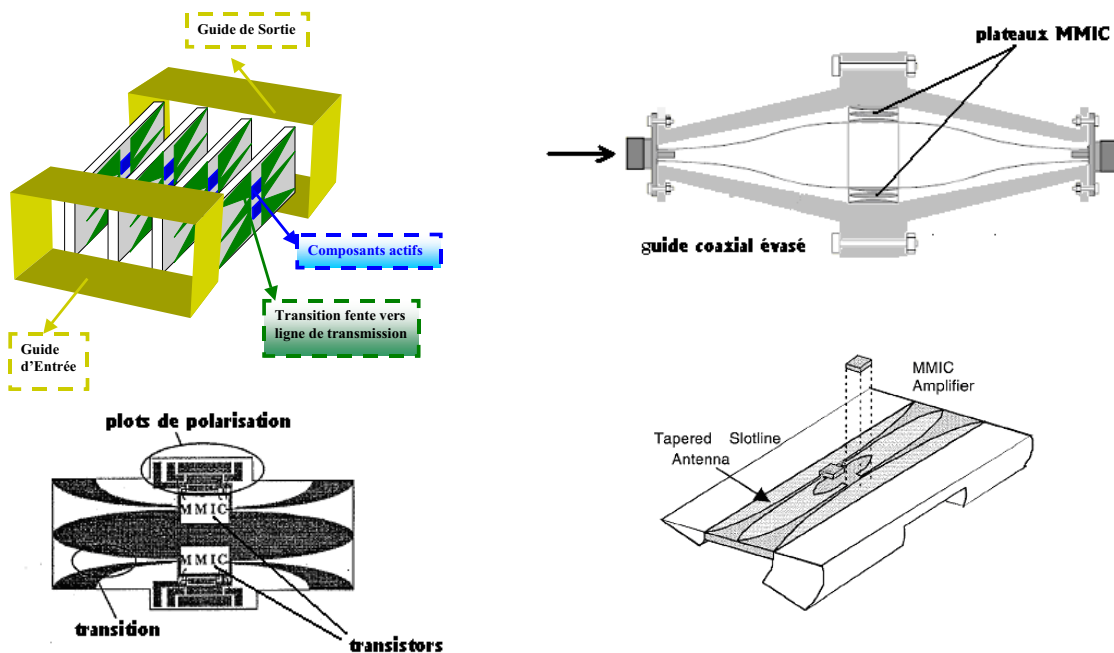 Guide de Sortie
Composants actifs
Transition fente vers
ligne de transmission
Guide
d'Entrée
plateaux MMIC
guide coaxial évasé
plots de polarisation
MMIC
MMIC
transition
transistors
MMIC
Amplifier
Tapered Slotline
Antenna